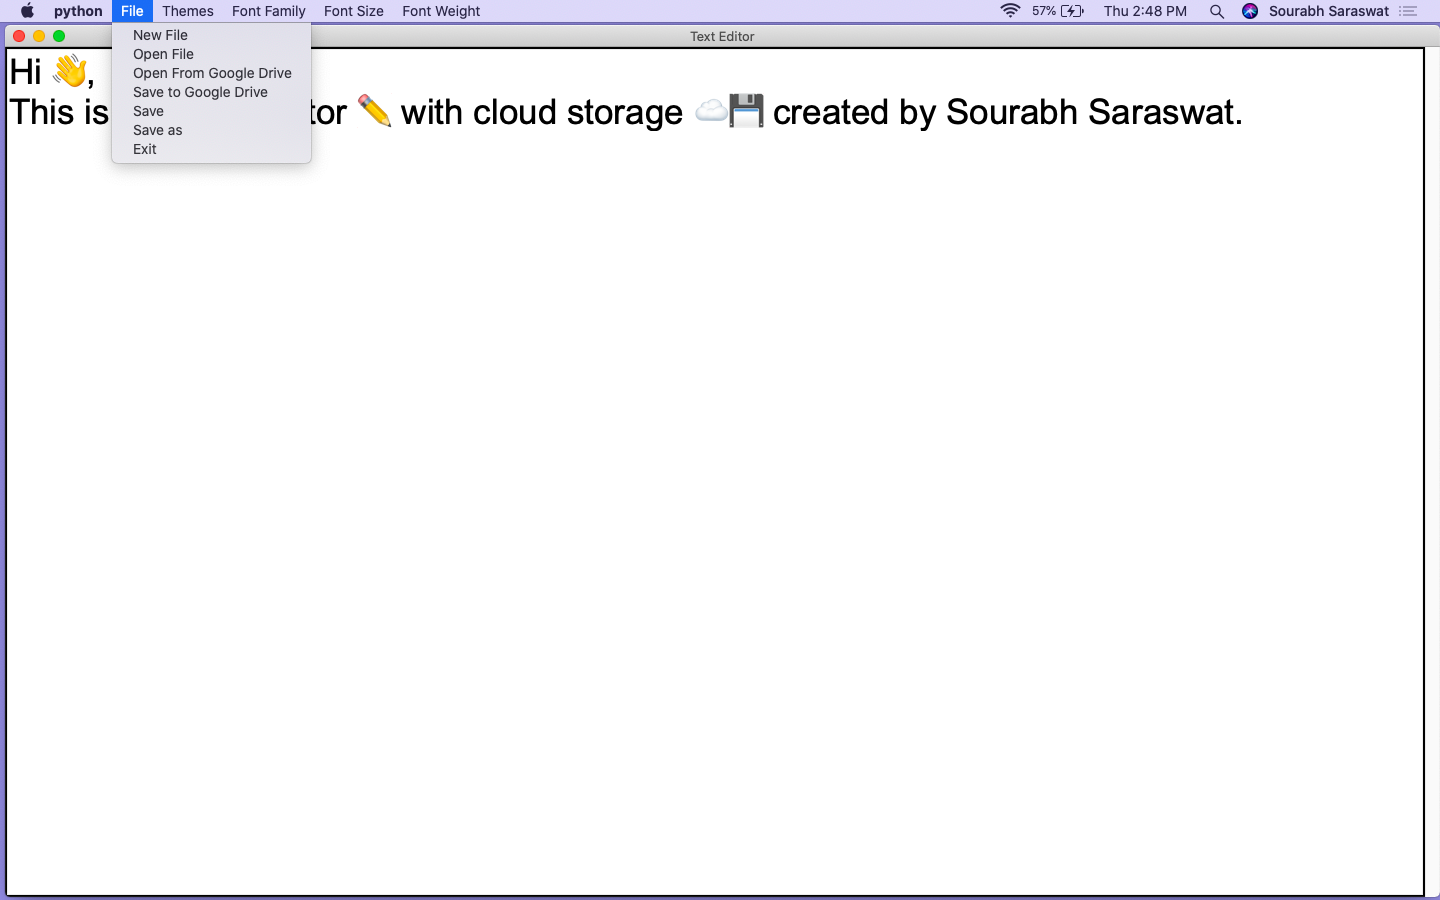 python File Themes Font Family Font Size Font Weight 57% Thu 2:48 PM Sourabh Saraswat
Text Editor
New File
Open File
Open From Google Drive
Save to Google Drive
Save
Save as
Exit
Hi 👋,
This is tor ✏️ with cloud storage ☁️💾 created by Sourabh Saraswat.